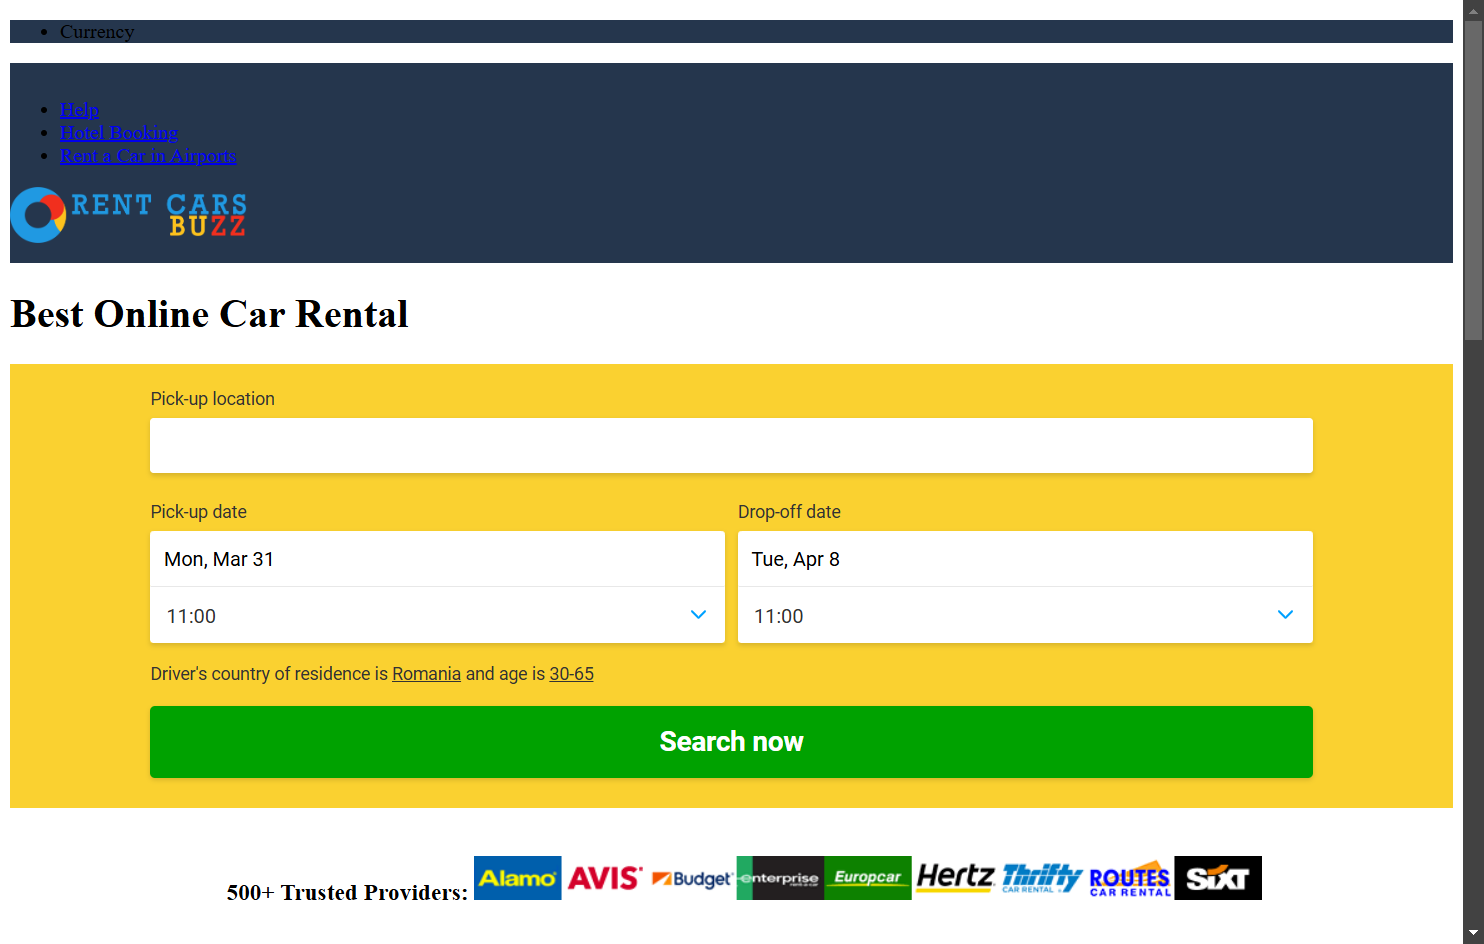 Currency
Help
Hotel Booking
Rent a Car in Airports
RENT CARS
BUZZ
Best Online Car Rental
Pick-up location
Pick-up date
Drop-off date
Mon, Mar 31
Tue, Apr 8
11:00
11:00
Driver's country of residence is Romania and age is 30-65
Search now
500+ Trusted Providers: Alamo AVIS Budget enterprise rent-a-car Europcar Hertz Thrifty CAR RENTAL ROUTES CAR RENTAL SIXT